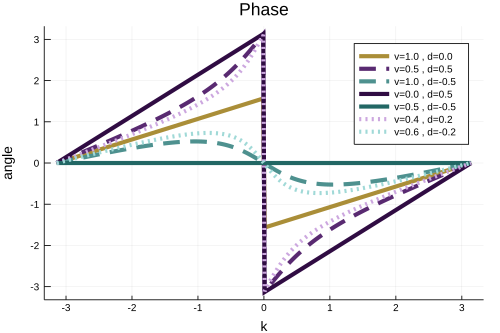 Phase
angle
3
2
1
0
-1
-2
-3
v=1.0 , d=0.0
v=0.5 , d=0.5
v=1.0 , d=-0.5
v=0.0 , d=0.5
v=0.5 , d=-0.5
v=0.4 , d=0.2
v=0.6 , d=-0.2
-3 -2 -1 0 1 2 3
k